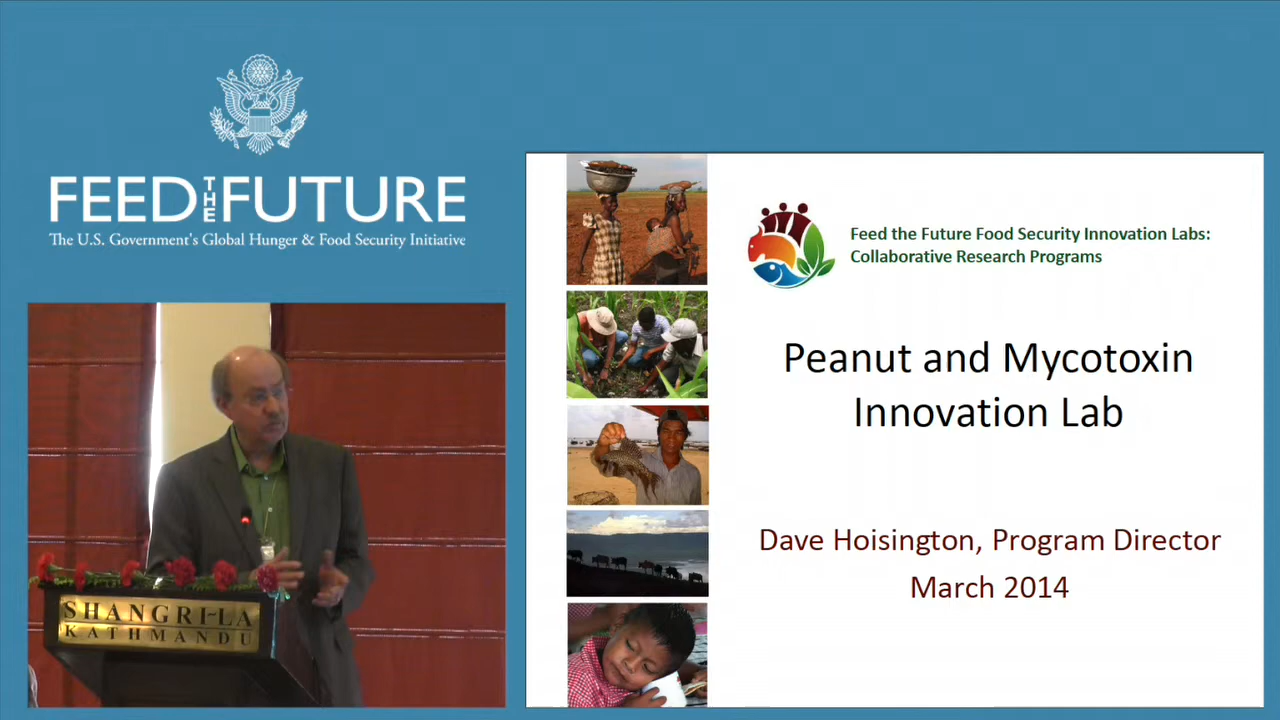 FEED THE FUTURE
The U.S. Government's Global Hunger & Food Security Initiative
SHANGRI~LA
KATHMANDU
Feed the Future Food Security Innovation Labs:
Collaborative Research Programs
Peanut and Mycotoxin
Innovation Lab
Dave Hoisington, Program Director
March 2014